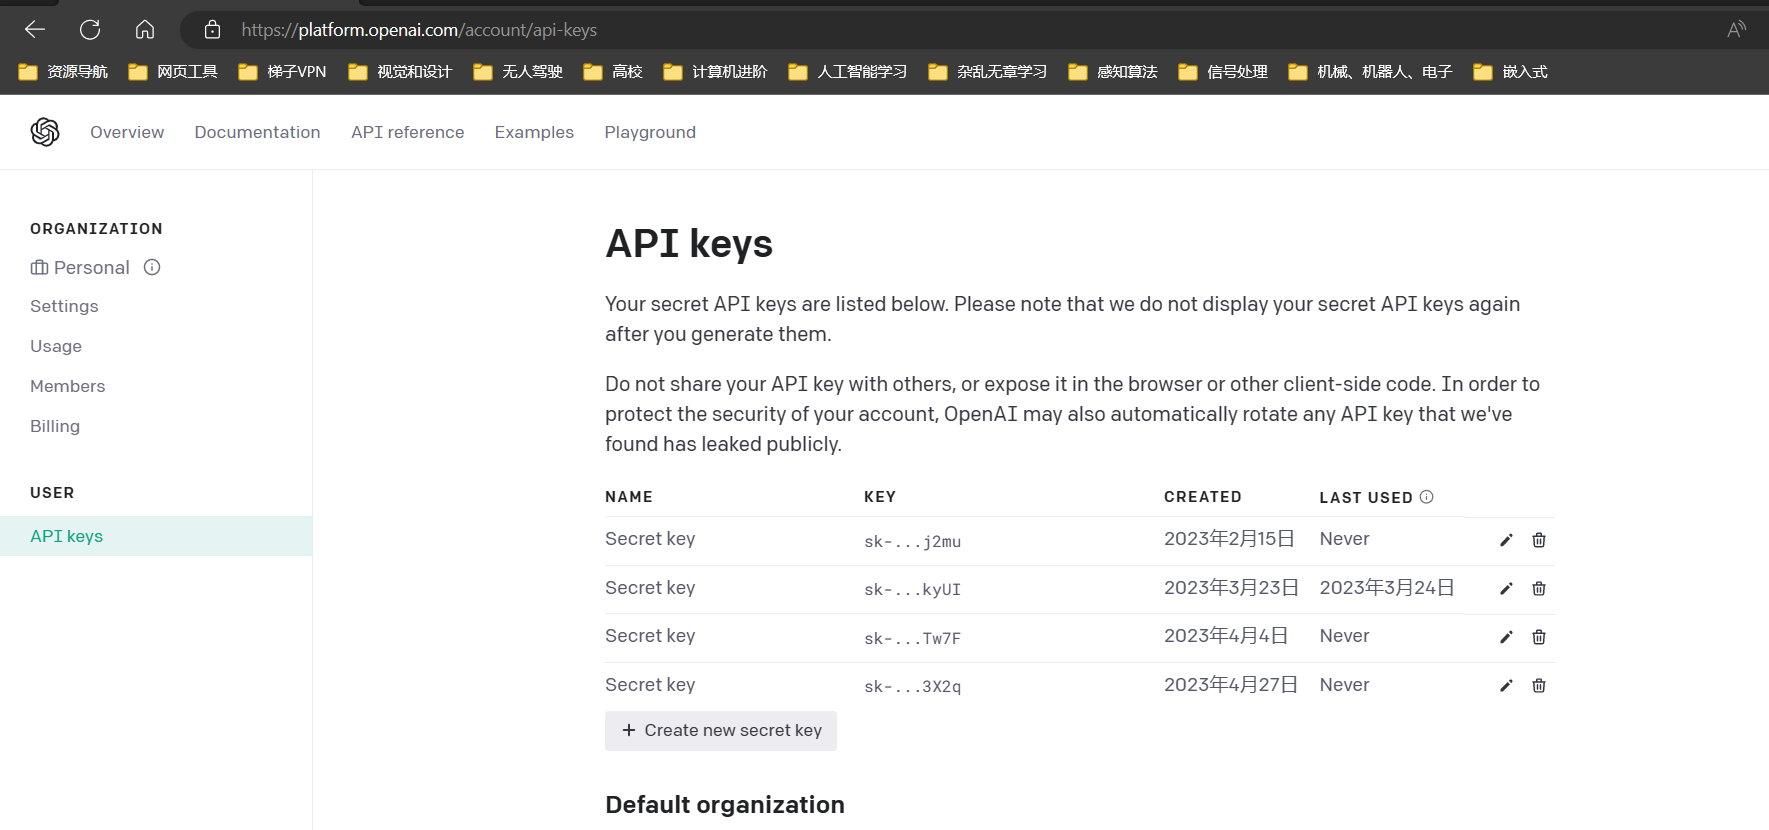 https://platform.openai.com/account/api-keys
资源导航 网页工具 梯子VPN 视觉和设计 无人驾驶 高校 计算机进阶 人工智能学习 杂乱无章学习 感知算法 信号处理 机械、机器人、电子 嵌入式
Overview Documentation API reference Examples Playground
ORGANIZATION
Personal
Settings
Usage
Members
Billing
USER
API keys
API keys
Your secret API keys are listed below. Please note that we do not display your secret API keys again
after you generate them.
Do not share your API key with others, or expose it in the browser or other client-side code. In order to
protect the security of your account, OpenAI may also automatically rotate any API key that we've
found has leaked publicly.
NAME KEY CREATED LAST USED
Secret key sk-...j2mu 2023年2月15日 Never
Secret key sk-...kyUI 2023年3月23日 2023年3月24日
Secret key sk-...Tw7F 2023年4月4日 Never
Secret key sk-...3X2q 2023年4月27日 Never
+ Create new secret key
Default organization